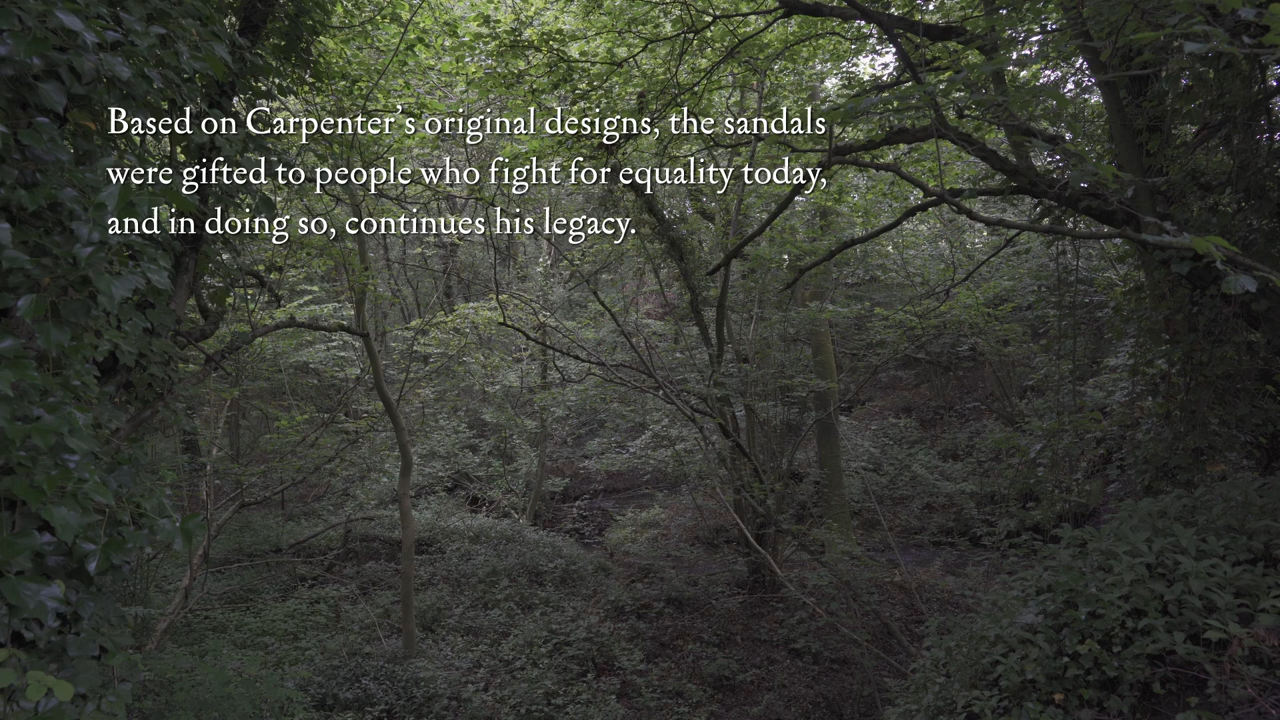 Based on Carpenter’s original designs, the sandals
were gifted to people who fight for equality today,
and in doing so, continues his legacy.